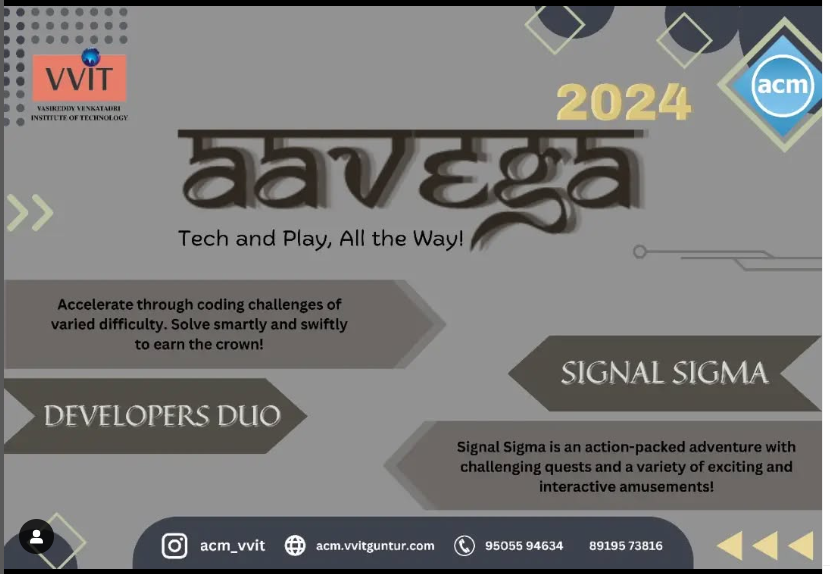 VVIT
VASIREDDY VENKATADRI
INSTITUTE OF TECHNOLOGY
acm
2024
aavega
Tech and Play, All the Way!
Accelerate through coding challenges of
varied difficulty. Solve smartly and swiftly
to earn the crown!
DEVELOPERS DUO
SIGNAL SIGMA
Signal Sigma is an action-packed adventure with
challenging quests and a variety of exciting and
interactive amusements!
acm_vvit acm.vvitguntur.com 95055 94634 89195 73816